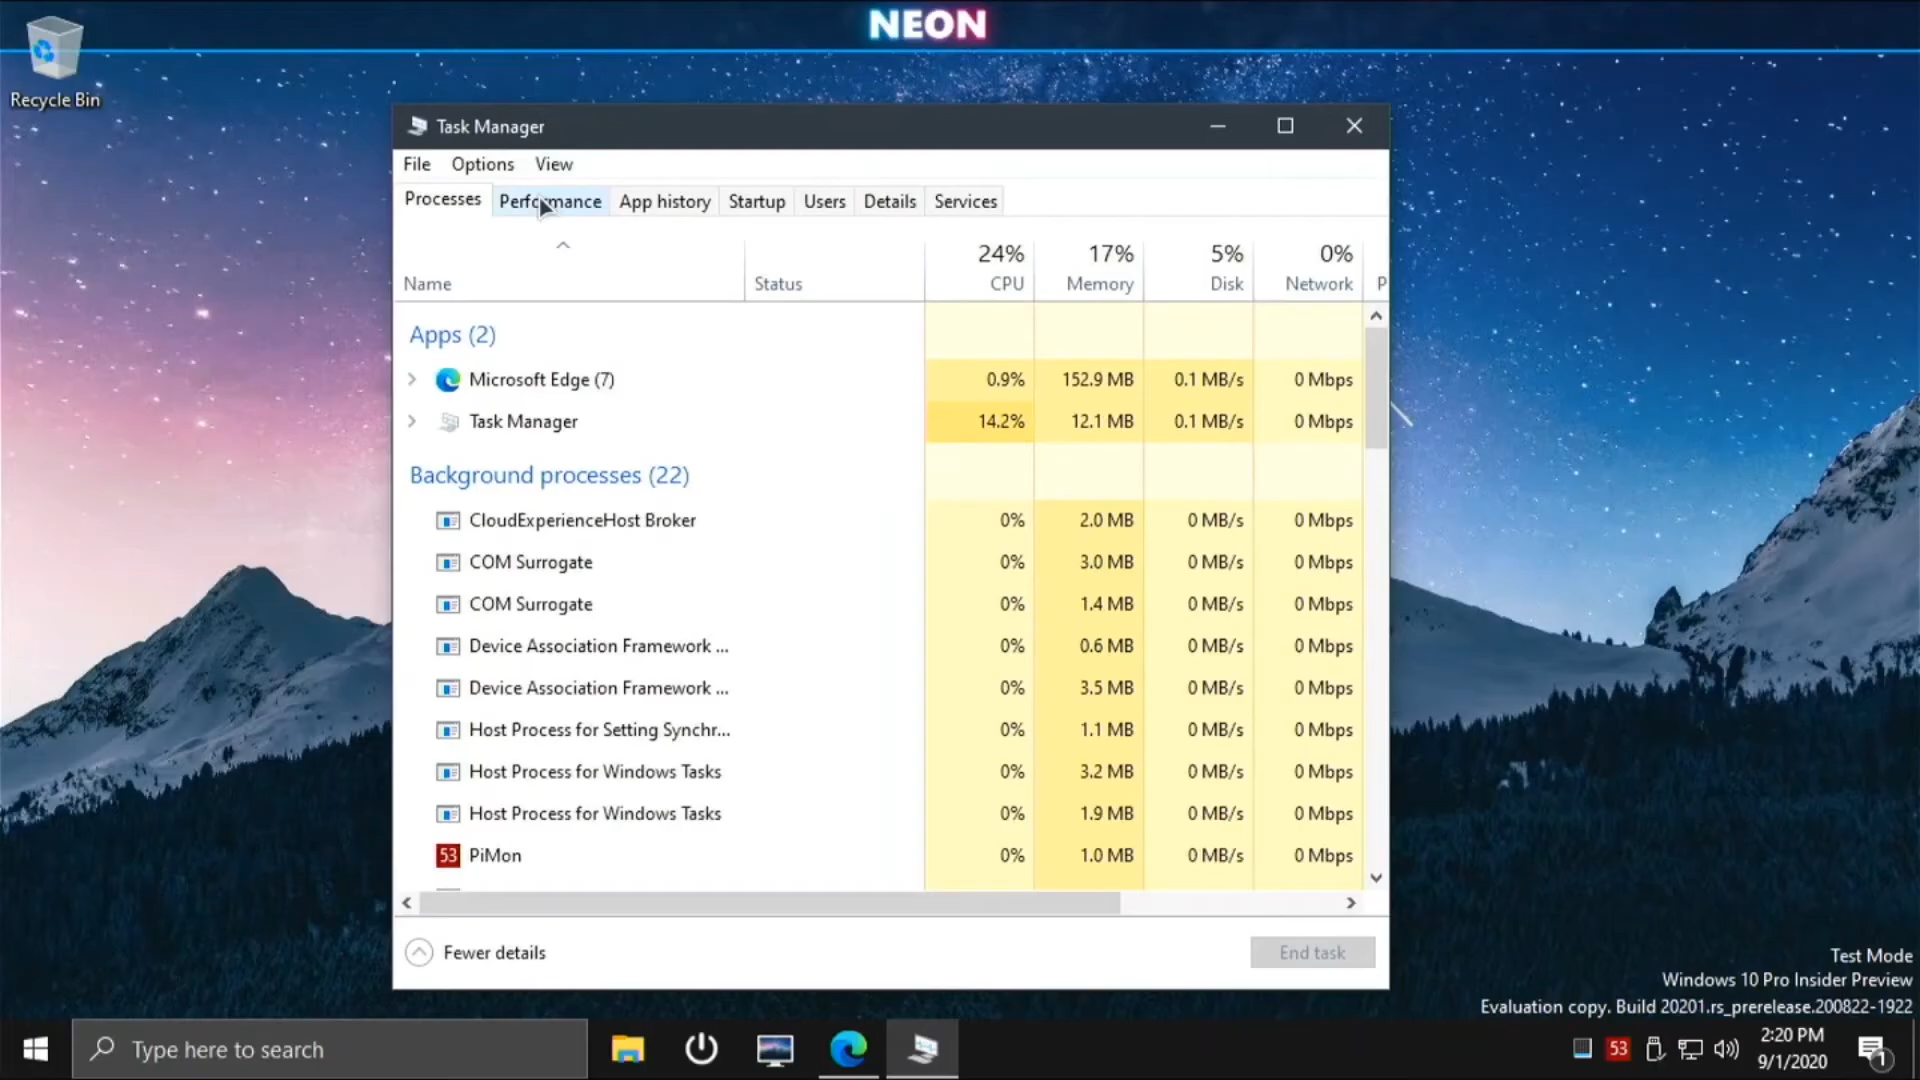 NEON
Recycle Bin
Task Manager
File Options View
Processes Performance App history Startup Users Details Services
24% 17% 5% 0%
Name Status CPU Memory Disk Network P
Apps (2)
Microsoft Edge (7) 0.9% 152.9 MB 0.1 MB/s 0 Mbps
Task Manager 14.2% 12.1 MB 0.1 MB/s 0 Mbps
Background processes (22)
CloudExperienceHost Broker 0% 2.0 MB 0 MB/s 0 Mbps
COM Surrogate 0% 3.0 MB 0 MB/s 0 Mbps
COM Surrogate 0% 1.4 MB 0 MB/s 0 Mbps
Device Association Framework ... 0% 0.6 MB 0 MB/s 0 Mbps
Device Association Framework ... 0% 3.5 MB 0 MB/s 0 Mbps
Host Process for Setting Synchr... 0% 1.1 MB 0 MB/s 0 Mbps
Host Process for Windows Tasks 0% 3.2 MB 0 MB/s 0 Mbps
Host Process for Windows Tasks 0% 1.9 MB 0 MB/s 0 Mbps
53 PiMon 0% 1.0 MB 0 MB/s 0 Mbps
Fewer details End task
Test Mode
Windows 10 Pro Insider Preview
Evaluation copy. Build 20201.rs_prerelease.200822-1922
Type here to search 53 2:20 PM 1
9/1/2020